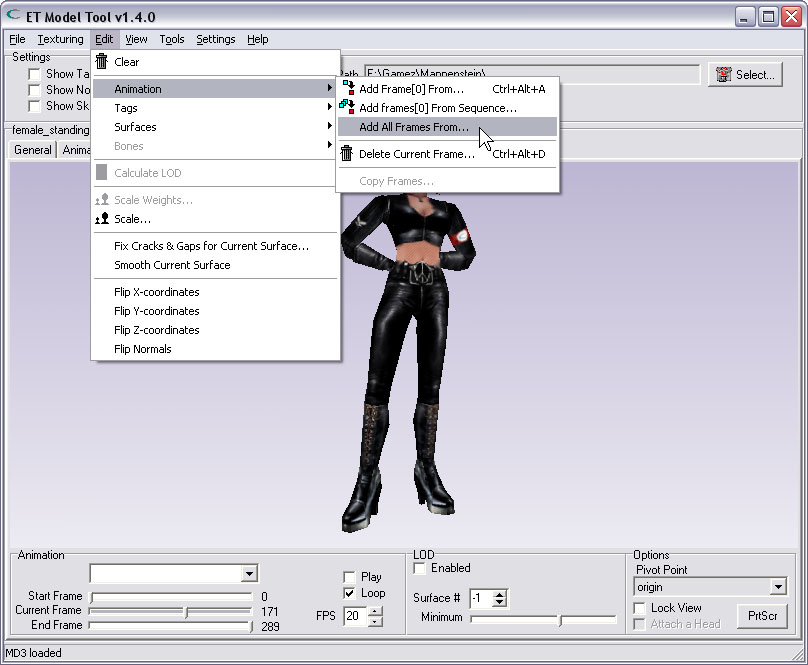 ET Model Tool v1.4.0
File Texturing Edit View Tools Settings Help
Settings
Show Ta
Show No
Show Sk
Path E:\Gamez\Mappenstein\
Select...
female_standing
General Anima
Clear
Animation
Tags
Surfaces
Bones
Calculate LOD
Scale Weights...
Scale...
Fix Cracks & Gaps for Current Surface...
Smooth Current Surface
Flip X-coordinates
Flip Y-coordinates
Flip Z-coordinates
Flip Normals
Add Frame[0] From... Ctrl+Alt+A
Add frames[0] From Sequence...
Add All Frames From...
Delete Current Frame... Ctrl+Alt+D
Copy Frames...
Animation
Start Frame 0
Current Frame 171
End Frame 289
Play
Loop
FPS 20
LOD
Enabled
Surface # -1
Minimum
Options
Pivot Point
origin
Lock View
Attach a Head
PrtScr
MD3 loaded